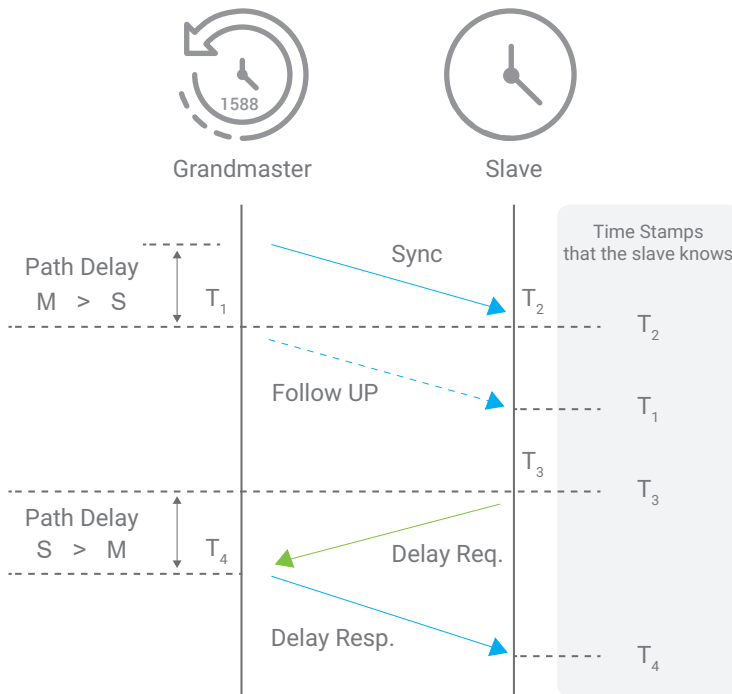 1588
Grandmaster
Slave
Time Stamps
that the slave knows
Sync
Path Delay
M > S
T₁
T₂
T₂
Follow UP
T₁
T₃
T₃
Path Delay
S > M
T₄
Delay Req.
Delay Resp.
T₄